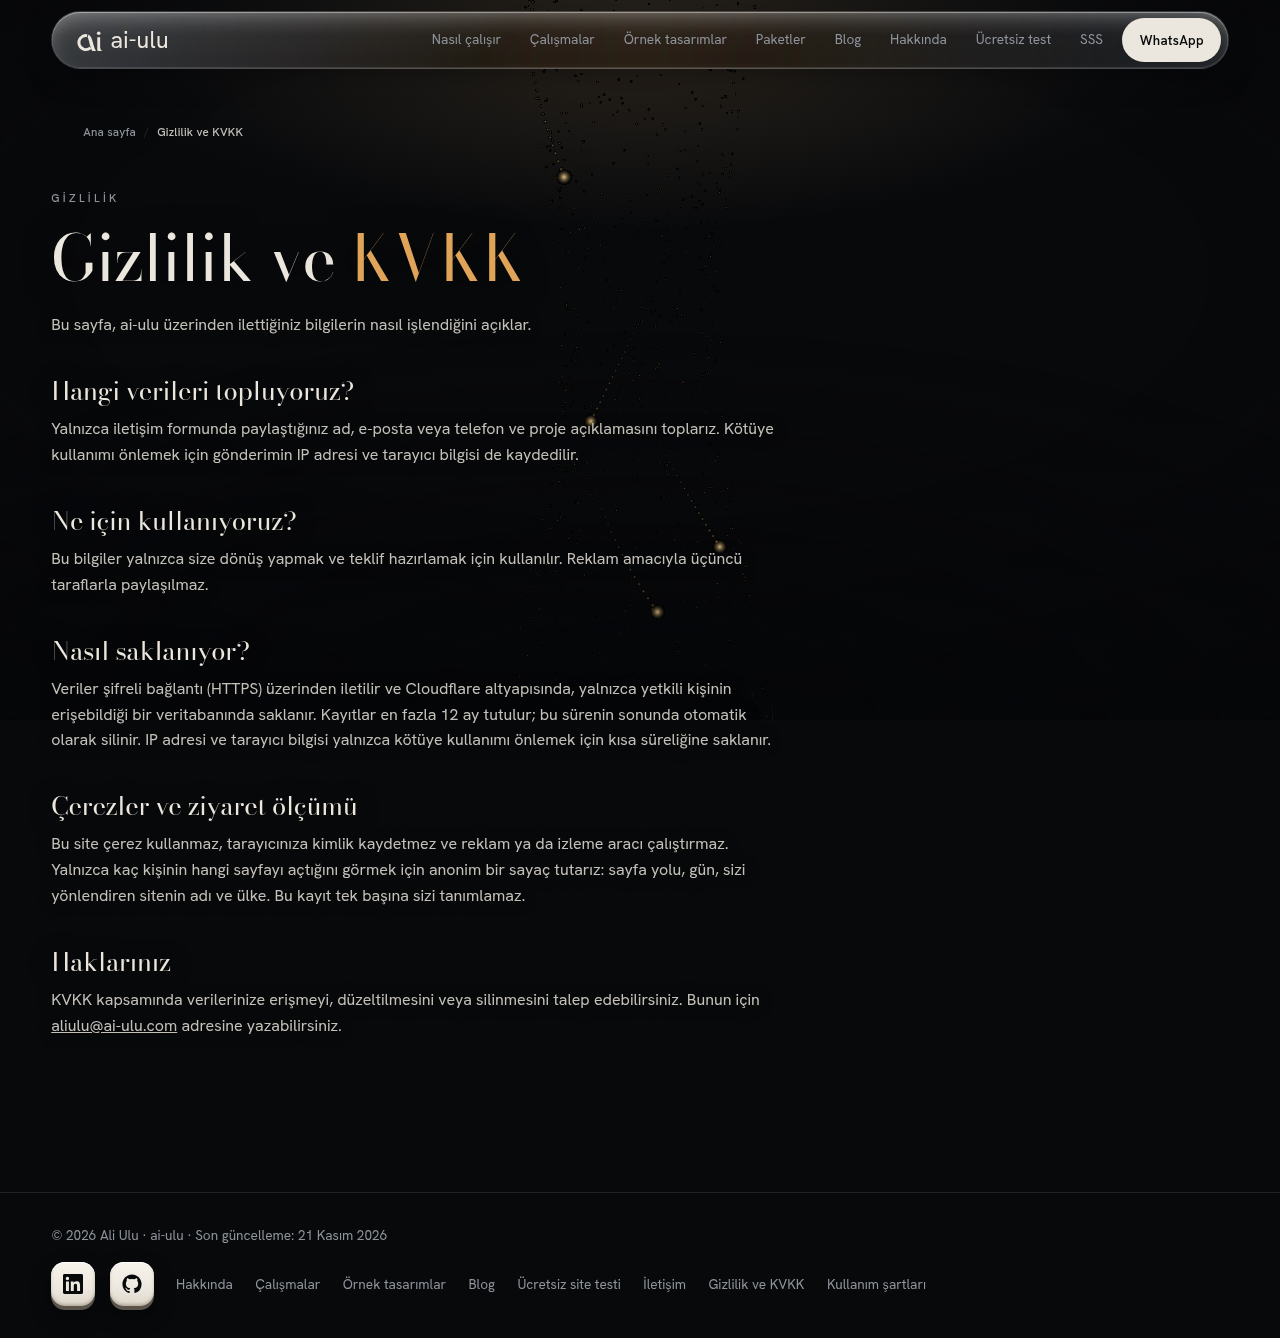 ai ai-ulu
Nasıl çalışır
Çalışmalar
Örnek tasarımlar
Paketler
Blog
Hakkında
Ücretsiz test
SSS
WhatsApp
Ana sayfa / Gizlilik ve KVKK
GİZLİLİK
Gizlilik ve KVKK
Bu sayfa, ai-ulu üzerinden ilettiğiniz bilgilerin nasıl işlendiğini açıklar.
Hangi verileri topluyoruz?
Yalnızca iletişim formunda paylaştığınız ad, e-posta veya telefon ve proje açıklamasını toplarız. Kötüye
kullanımı önlemek için gönderimin IP adresi ve tarayıcı bilgisi de kaydedilir.
Ne için kullanıyoruz?
Bu bilgiler yalnızca size dönüş yapmak ve teklif hazırlamak için kullanılır. Reklam amacıyla üçüncü
taraflarla paylaşılmaz.
Nasıl saklanıyor?
Veriler şifreli bağlantı (HTTPS) üzerinden iletilir ve Cloudflare altyapısında, yalnızca yetkili kişinin
erişebildiği bir veritabanında saklanır. Kayıtlar en fazla 12 ay tutulur; bu sürenin sonunda otomatik
olarak silinir. IP adresi ve tarayıcı bilgisi yalnızca kötüye kullanımı önlemek için kısa süreliğine saklanır.
Çerezler ve ziyaret ölçümü
Bu site çerez kullanmaz, tarayıcınıza kimlik kaydetmez ve reklam ya da izleme aracı çalıştırmaz.
Yalnızca kaç kişinin hangi sayfayı açtığını görmek için anonim bir sayaç tutarız: sayfa yolu, gün, sizi
yönlendiren sitenin adı ve ülke. Bu kayıt tek başına sizi tanımlamaz.
Haklarınız
KVKK kapsamında verilerinize erişmeyi, düzeltilmesini veya silinmesini talep edebilirsiniz. Bunun için
aliulu@ai-ulu.com adresine yazabilirsiniz.
© 2026 Ali Ulu · ai-ulu · Son güncelleme: 21 Kasım 2026
in
Hakkında
Çalışmalar
Örnek tasarımlar
Blog
Ücretsiz site testi
İletişim
Gizlilik ve KVKK
Kullanım şartları